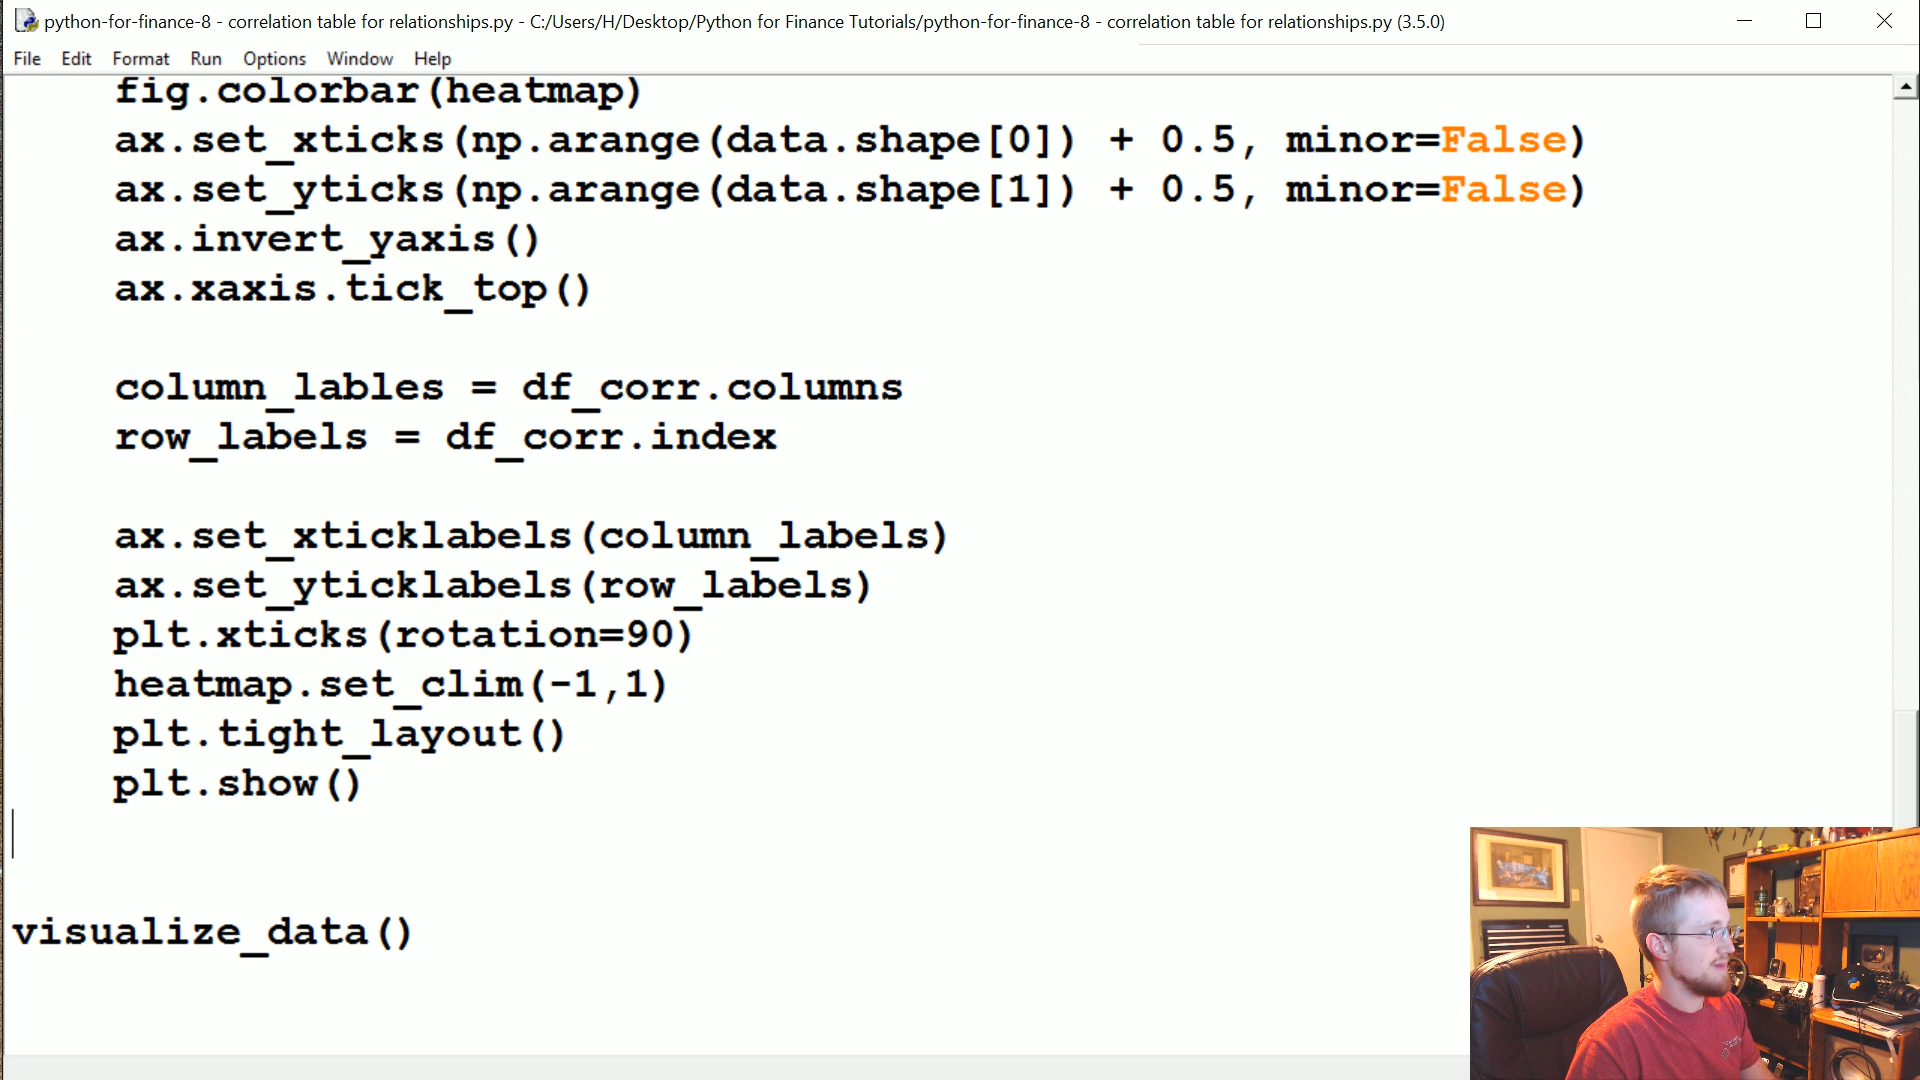 python-for-finance-8 - correlation table for relationships.py - C:/Users/H/Desktop/Python for Finance Tutorials/python-for-finance-8 - correlation table for relationships.py (3.5.0)
File Edit Format Run Options Window Help
fig.colorbar(heatmap)
ax.set_xticks(np.arange(data.shape[0]) + 0.5, minor=False)
ax.set_yticks(np.arange(data.shape[1]) + 0.5, minor=False)
ax.invert_yaxis()
ax.xaxis.tick_top()
column_lables = df_corr.columns
row_labels = df_corr.index
ax.set_xticklabels(column_labels)
ax.set_yticklabels(row_labels)
plt.xticks(rotation=90)
heatmap.set_clim(-1,1)
plt.tight_layout()
plt.show()
visualize_data()